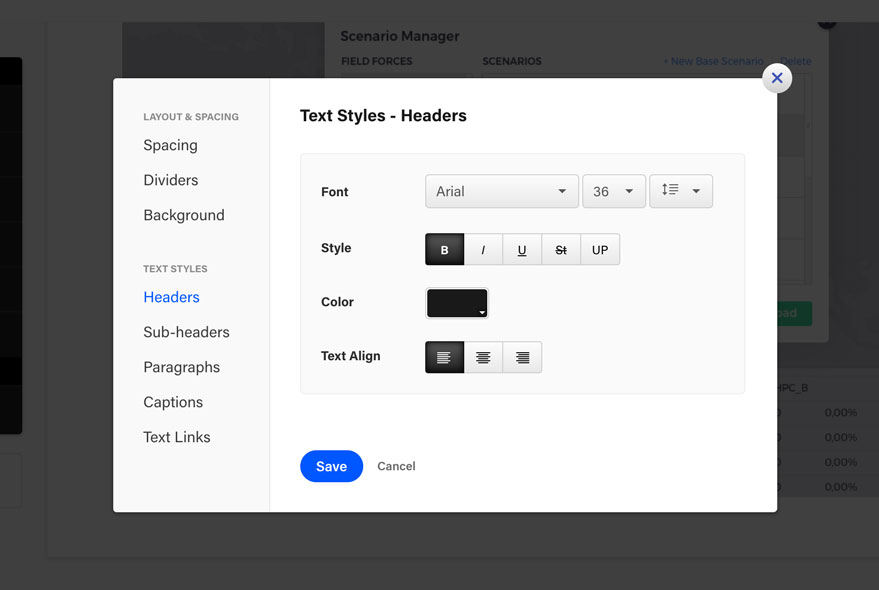 Scenario Manager
FIELD FORCES SCENARIOS + New Base Scenario Delete
LAYOUT & SPACING
Spacing
Dividers
Background
TEXT STYLES
Headers
Sub-headers
Paragraphs
Captions
Text Links
Text Styles - Headers
Font Arial 36
Style B I U St UP
Color
Text Align
Save Cancel
HPC_B
0,00%
0,00%
0,00%
0,00%